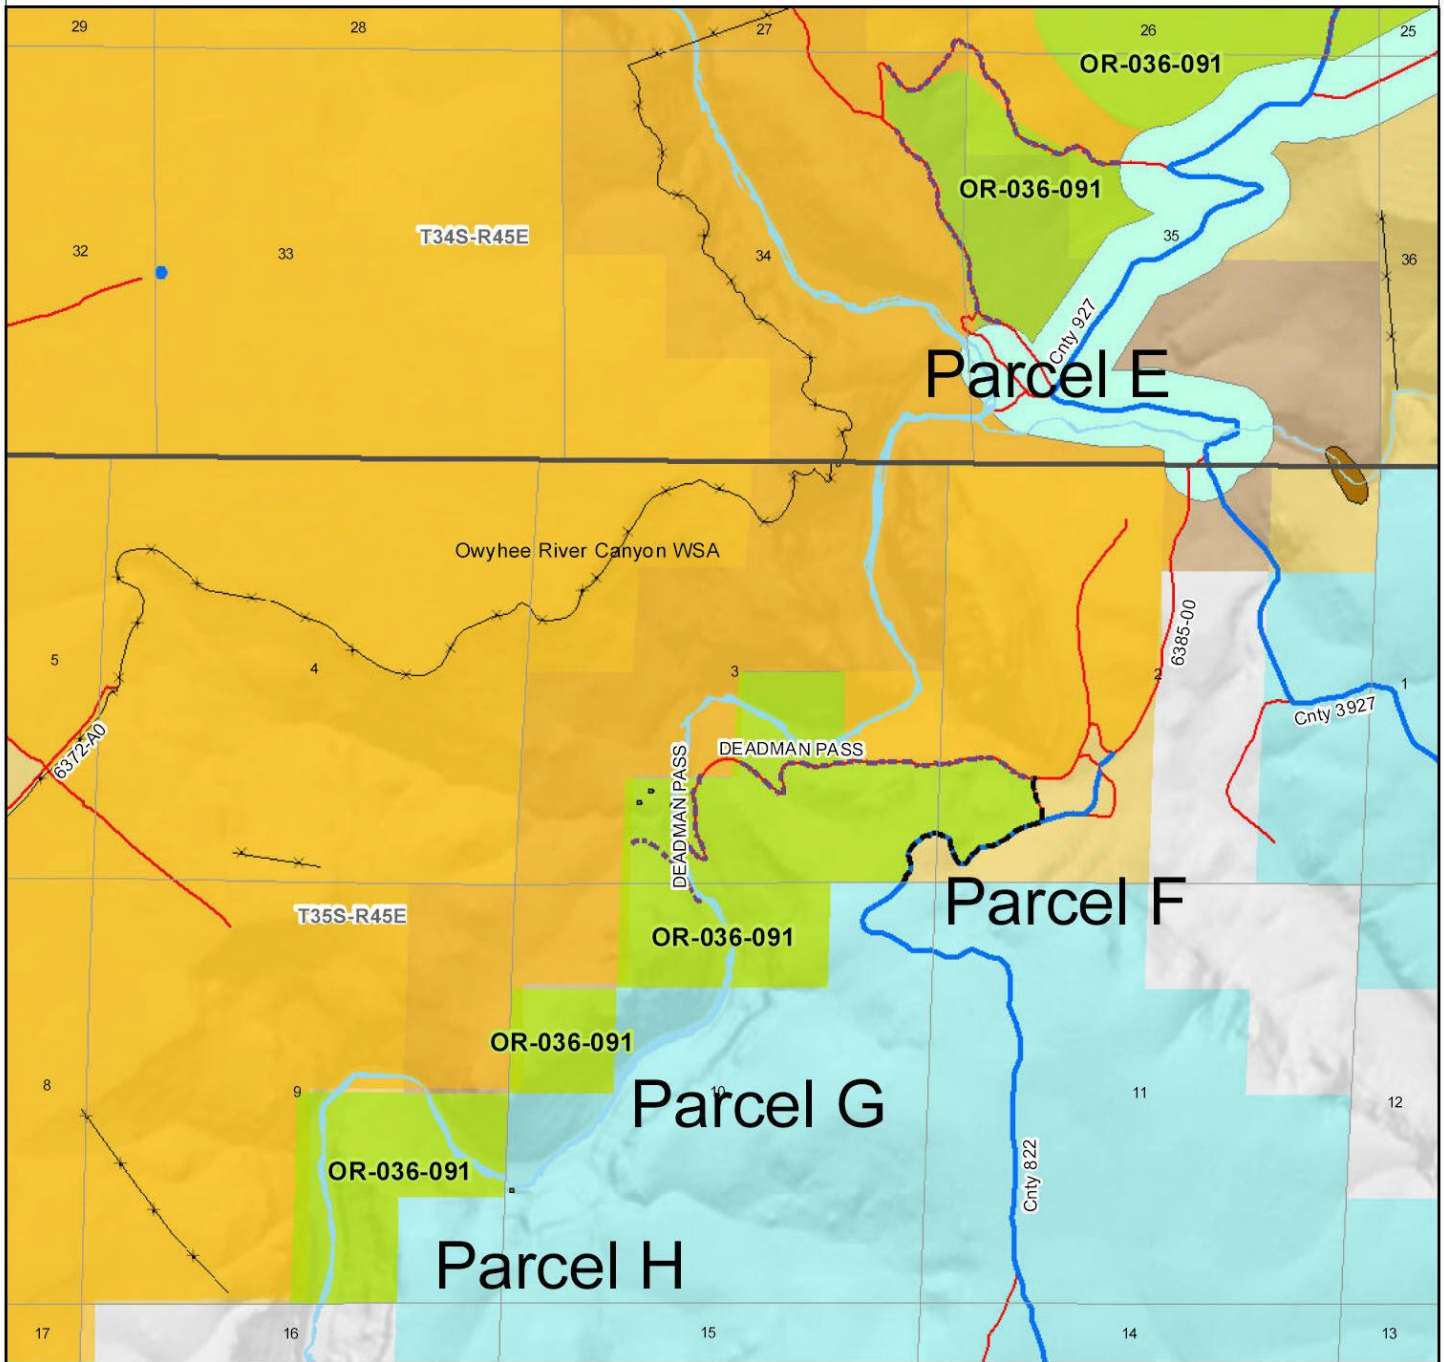 29
28
27
26
25
OR-036-091
OR-036-091
T34S-R45E
32
33
34
35
36
Cnty 927
Parcel E
Owyhee River Canyon WSA
5
4
3
2
1
6385-00
Cnty 3927
6372-A0
DEADMAN PASS
DEADMAN PASS
Parcel F
T35S-R45E
OR-036-091
OR-036-091
8
9
10
11
12
Parcel G
OR-036-091
Cnty 822
Parcel H
17
16
15
14
13